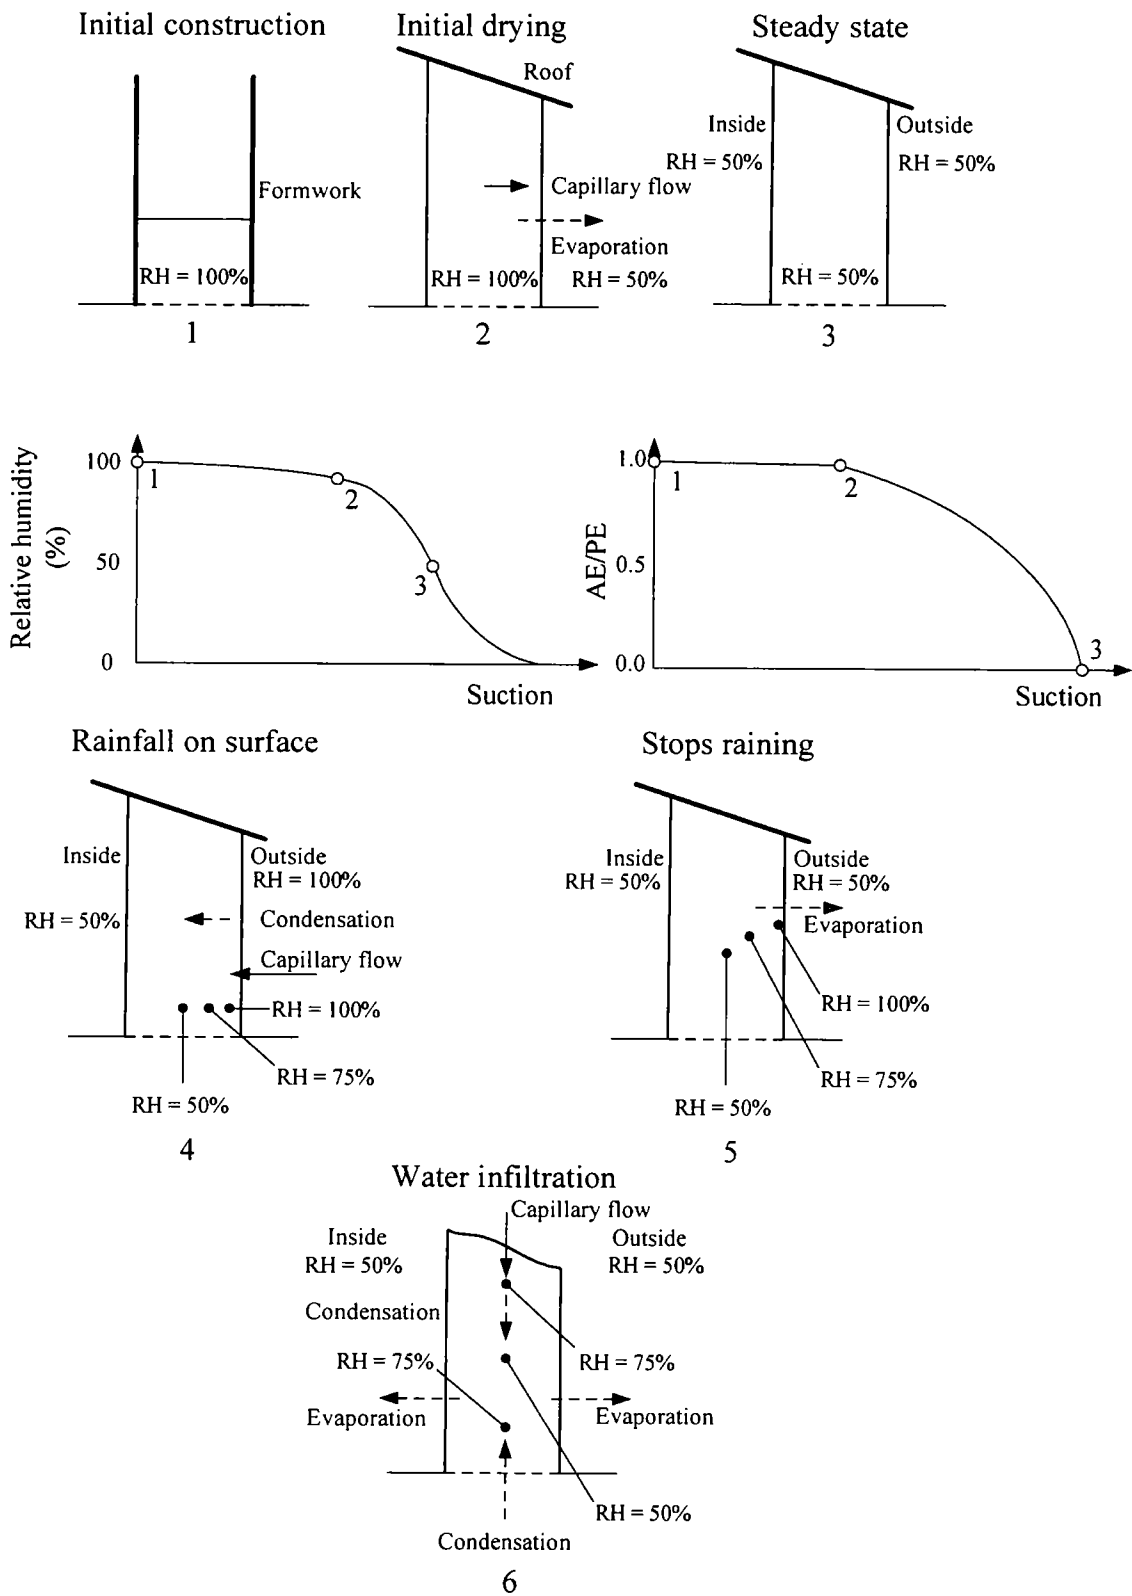 Initial construction
Initial drying
Steady state
Roof
Inside
Outside
RH = 50%
RH = 50%
Formwork
Capillary flow
Evaporation
RH = 100%
RH = 100%
RH = 50%
RH = 50%
1
2
3
Relative humidity
(%)
100
50
0
1
2
3
Suction
AE/PE
1.0
0.5
0.0
1
2
3
Suction
Rainfall on surface
Inside
Outside
RH = 100%
RH = 50%
Condensation
Capillary flow
RH = 100%
RH = 75%
RH = 50%
4
Stops raining
Inside
RH = 50%
Outside
RH = 50%
Evaporation
RH = 100%
RH = 75%
RH = 50%
5
Water infiltration
Capillary flow
Inside
RH = 50%
Outside
RH = 50%
Condensation
RH = 75%
RH = 75%
Evaporation
Evaporation
RH = 50%
Condensation
6